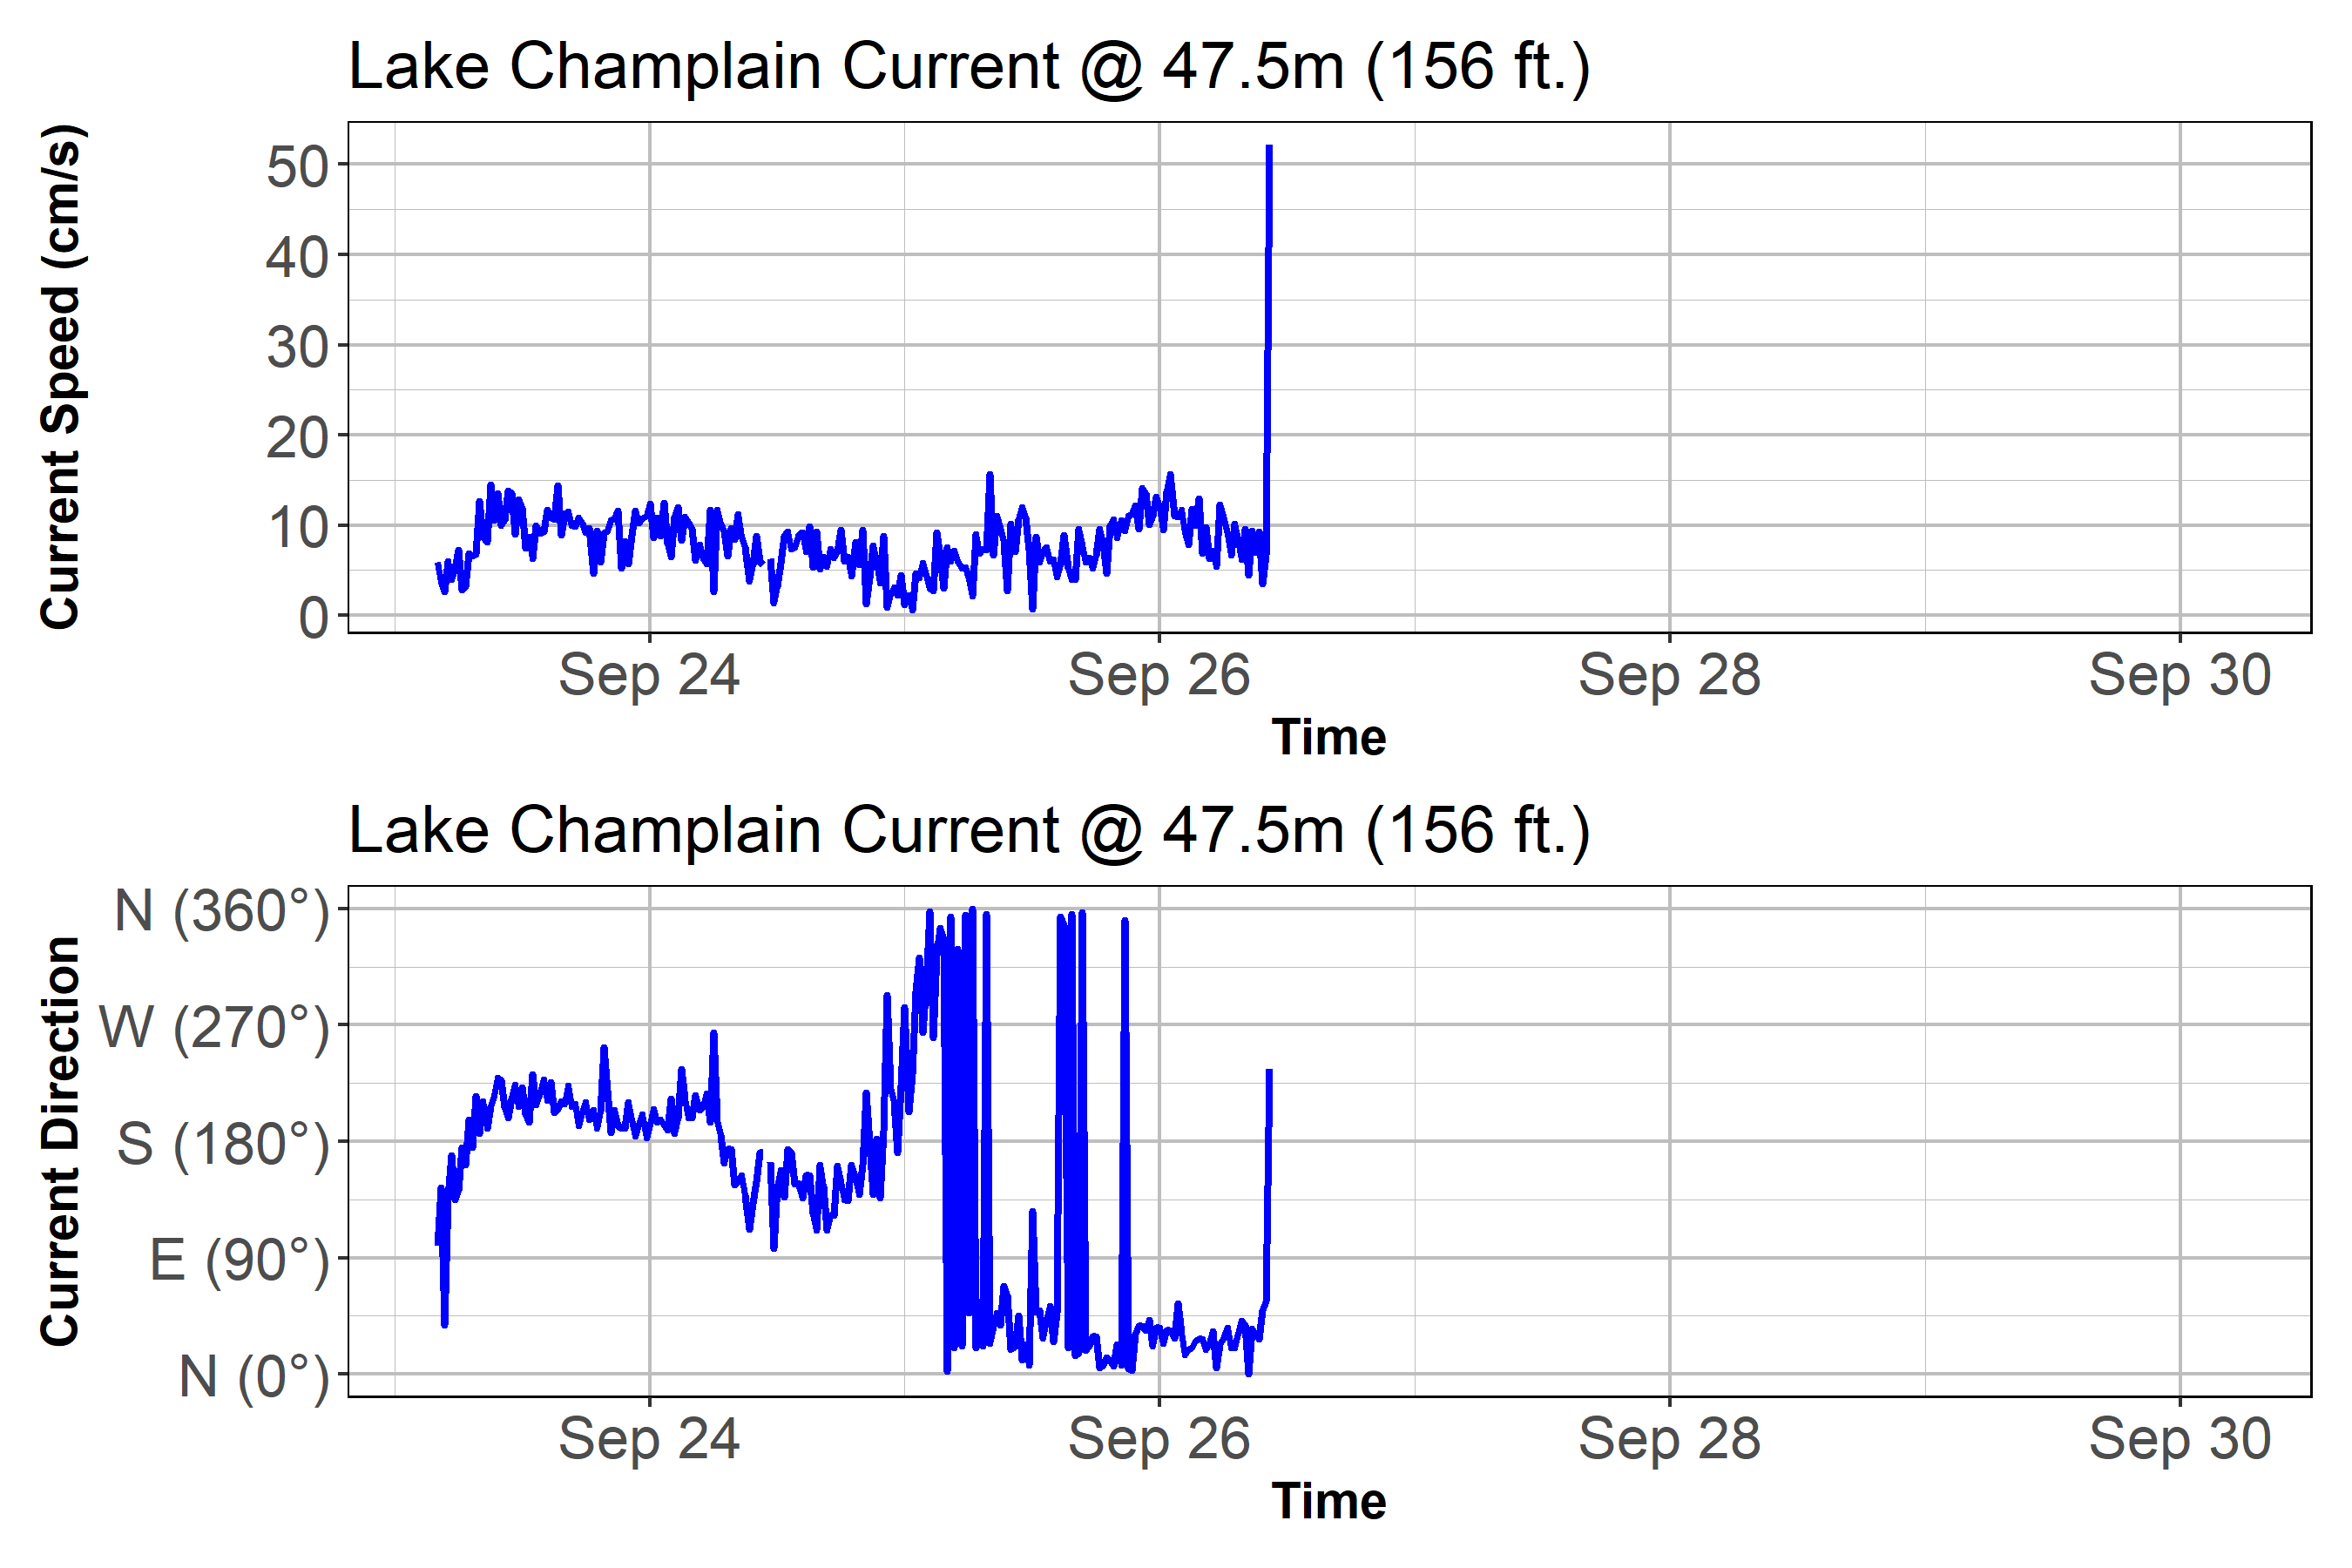 Lake Champlain Current @ 47.5m (156 ft.)
Current Speed (cm/s)
50
40
30
20
10
0
Sep 24 Sep 26 Sep 28 Sep 30
Time
Lake Champlain Current @ 47.5m (156 ft.)
Current Direction
N (360°)
W (270°)
S (180°)
E (90°)
N (0°)
Sep 24 Sep 26 Sep 28 Sep 30
Time